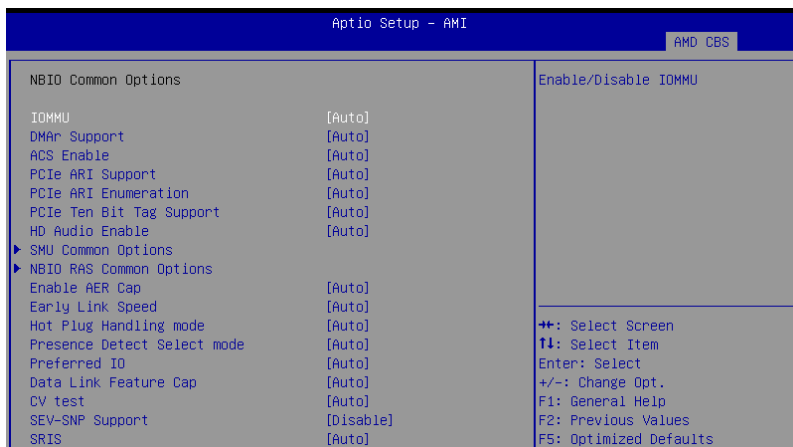 Aptio Setup - AMI
AMD CBS
NBIO Common Options
IOMMU [Auto]
DMAr Support [Auto]
ACS Enable [Auto]
PCIe ARI Support [Auto]
PCIe ARI Enumeration [Auto]
PCIe Ten Bit Tag Support [Auto]
HD Audio Enable [Auto]
SMU Common Options
NBIO RAS Common Options
Enable AER Cap [Auto]
Early Link Speed [Auto]
Hot Plug Handling mode [Auto]
Presence Detect Select mode [Auto]
Preferred IO [Auto]
Data Link Feature Cap [Auto]
CV test [Auto]
SEV-SNP Support [Disable]
SRIS [Auto]
Enable/Disable IOMMU
→←: Select Screen
↑↓: Select Item
Enter: Select
+/-: Change Opt.
F1: General Help
F2: Previous Values
F5: Optimized Defaults